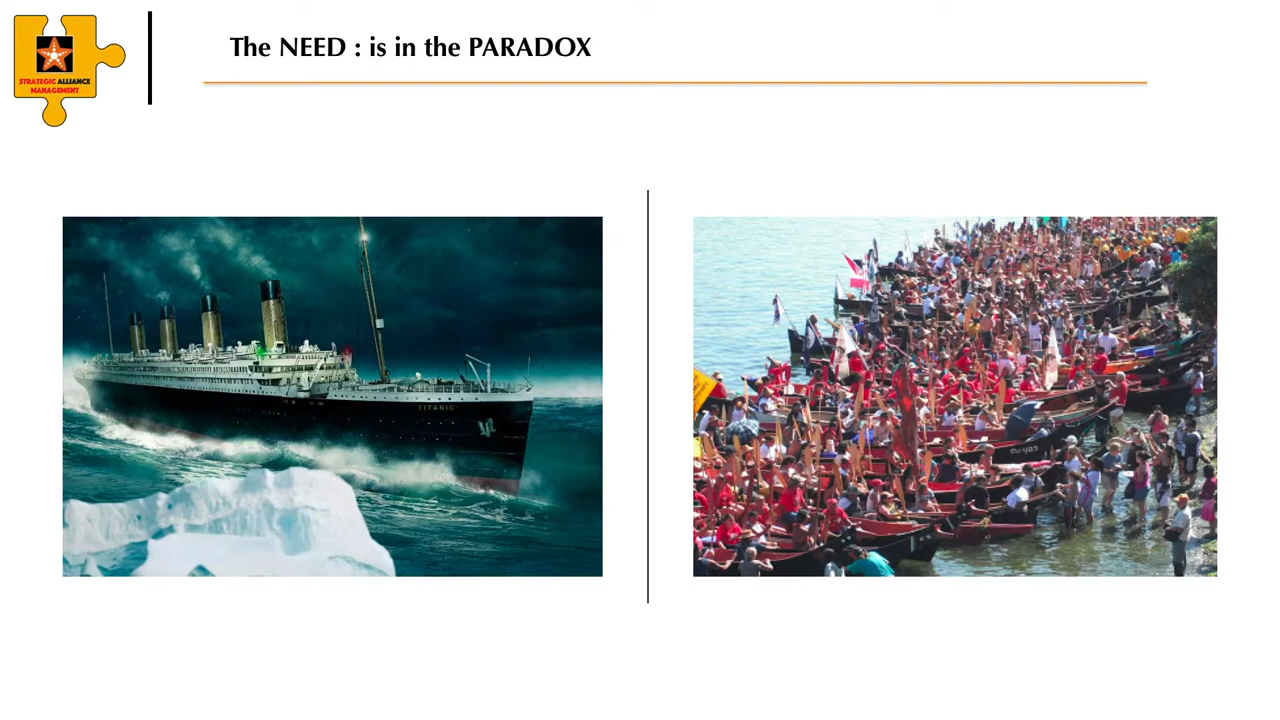 The NEED : is in the PARADOX
STRATEGIC ALLIANCE
MANAGEMENT
TITANIC